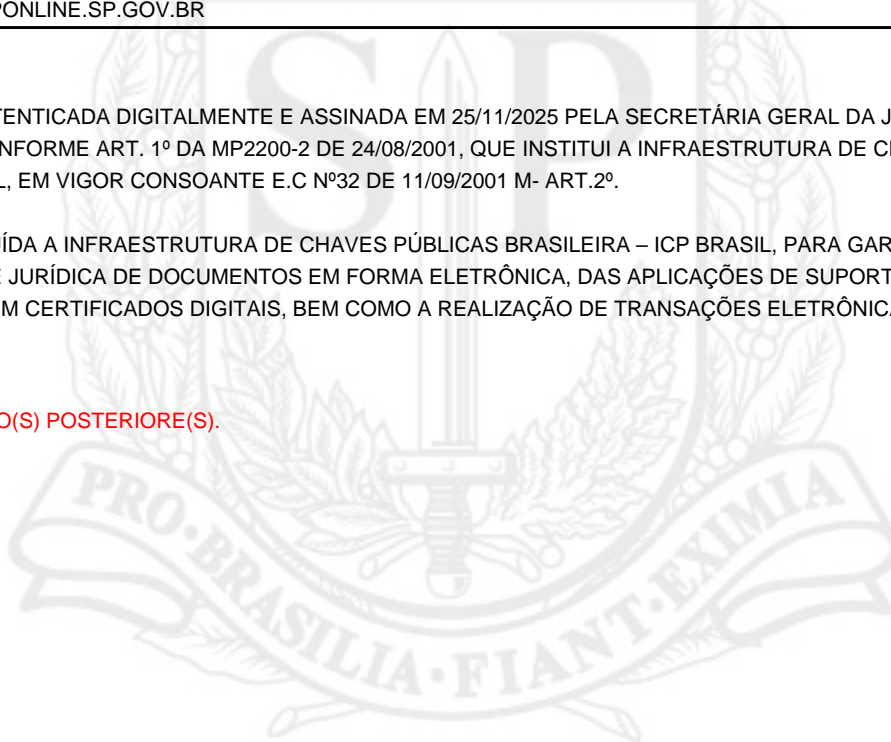 PONLINE.SP.GOV.BR
TENTICADA DIGITALMENTE E ASSINADA EM 25/11/2025 PELA SECRETÁRIA GERAL DA J
NFORME ART. 1º DA MP2200-2 DE 24/08/2001, QUE INSTITUI A INFRAESTRUTURA DE C
L, EM VIGOR CONSOANTE E.C Nº32 DE 11/09/2001 M- ART.2º.
ÍDA A INFRAESTRUTURA DE CHAVES PÚBLICAS BRASILEIRA – ICP BRASIL, PARA GAR
E JURÍDICA DE DOCUMENTOS EM FORMA ELETRÔNICA, DAS APLICAÇÕES DE SUPORT
M CERTIFICADOS DIGITAIS, BEM COMO A REALIZAÇÃO DE TRANSAÇÕES ELETRÔNICA
O(S) POSTERIORE(S).
SP
PRO·BRASILIA·FIANT·EXIMIA